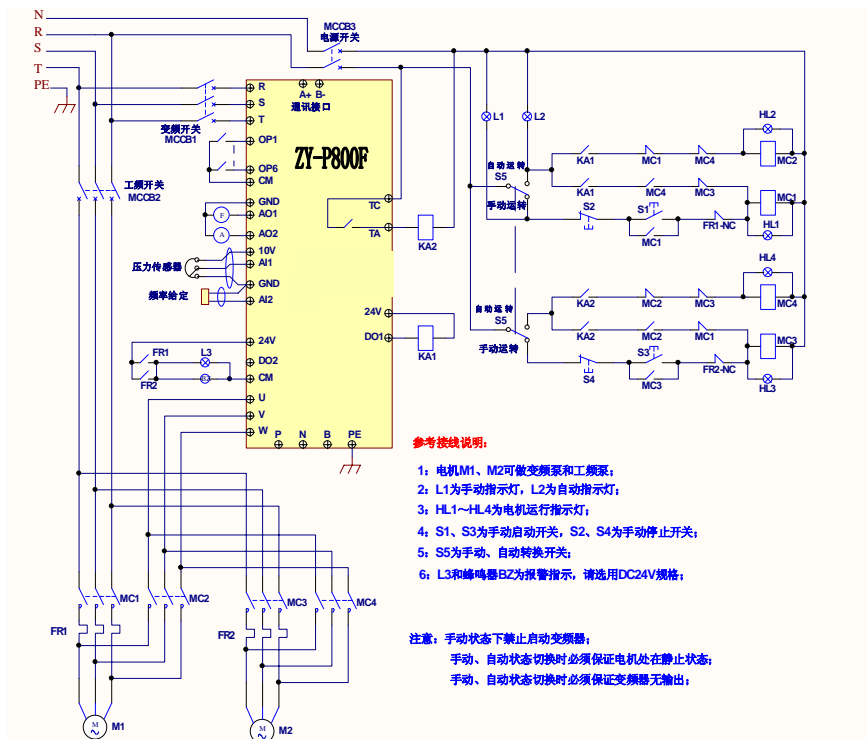 N
R
S
T
PE
MCCB3
电源开关
变频开关
MCCB1
工频开关
MCCB2
R
S
T
OP1
OP6
CM
GND
AO1
AO2
10V
AI1
GND
AI2
24V
DO2
CM
U
V
W
A+ B-
通讯接口
ZY-P800F
TC
TA
24V
DO1
P N B PE
F
A
压力传感器
频率给定
FR1
FR2
L3
BZ
KA2
KA1
L1
L2
自动运转
S5
手动运转
KA1 MC1 MC4
HL2
MC2
KA1 MC4 MC3
MC1
S2
S1
MC1
FR1-NC
HL1
自动运转
S5
手动运转
KA2 MC2 MC3
HL4
MC4
KA2 MC2 MC1
MC3
S4
S3
MC3
FR2-NC
HL3
参考接线说明:
1：电机M1、M2可做变频泵和工频泵；
2：L1为手动指示灯，L2为自动指示灯；
3：HL1～HL4为电机运行指示灯；
4：S1、S3为手动启动开关，S2、S4为手动停止开关；
5：S5为手动、自动转换开关；
6：L3和蜂鸣器BZ为报警指示，请选用DC24V规格；
注意：手动状态下禁止启动变频器；
手动、自动状态切换时必须保证电机处在静止状态；
手动、自动状态切换时必须保证变频器无输出；
MC1
MC2
MC3
MC4
FR1
FR2
M
M1
M
M2